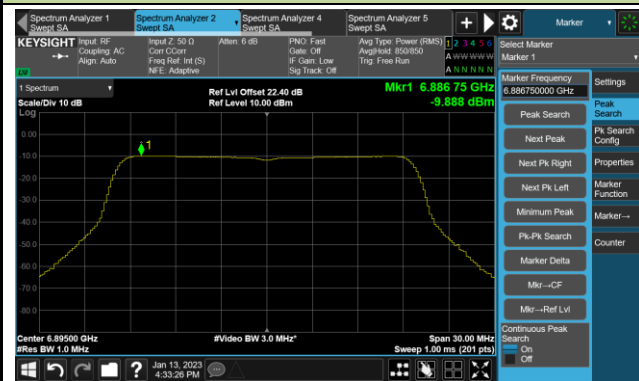 Spectrum Analyzer 1
Swept SA
Spectrum Analyzer 2
Swept SA
Spectrum Analyzer 4
Swept SA
Spectrum Analyzer 5
Swept SA
Marker
KEYSIGHT
Input: RF
Coupling: AC
Align: Auto
Input Z: 50 Ω
Corr CCorr
Freq Ref: Int (S)
NFE: Adaptive
Atten: 6 dB
PNO: Fast
Gate: Off
IF Gain: Low
Sig Track: Off
Avg Type: Power (RMS)
Avg|Hold: 850/850
Trig: Free Run
1 2 3 4 5 6
A W W W W W
A N N N N N
Select Marker
Marker 1
1 Spectrum
Scale/Div 10 dB
Log
Ref Lvl Offset 22.40 dB
Ref Level 10.00 dBm
Mkr1 6.886 75 GHz
-9.888 dBm
0.00
-10.0
-20.0
-30.0
-40.0
-50.0
-60.0
-70.0
-80.0
1
Center 6.89500 GHz
#Res BW 1.0 MHz
#Video BW 3.0 MHz*
Span 30.00 MHz
Sweep 1.00 ms (201 pts)
Marker Frequency
6.886750000 GHz
Peak Search
Next Peak
Next Pk Right
Next Pk Left
Minimum Peak
Pk-Pk Search
Marker Delta
Mkr→CF
Mkr→Ref Lvl
Continuous Peak
Search
On
Off
Settings
Peak
Search
Pk Search
Config
Properties
Marker
Function
Marker→
Counter
Jan 13, 2023
4:33:26 PM